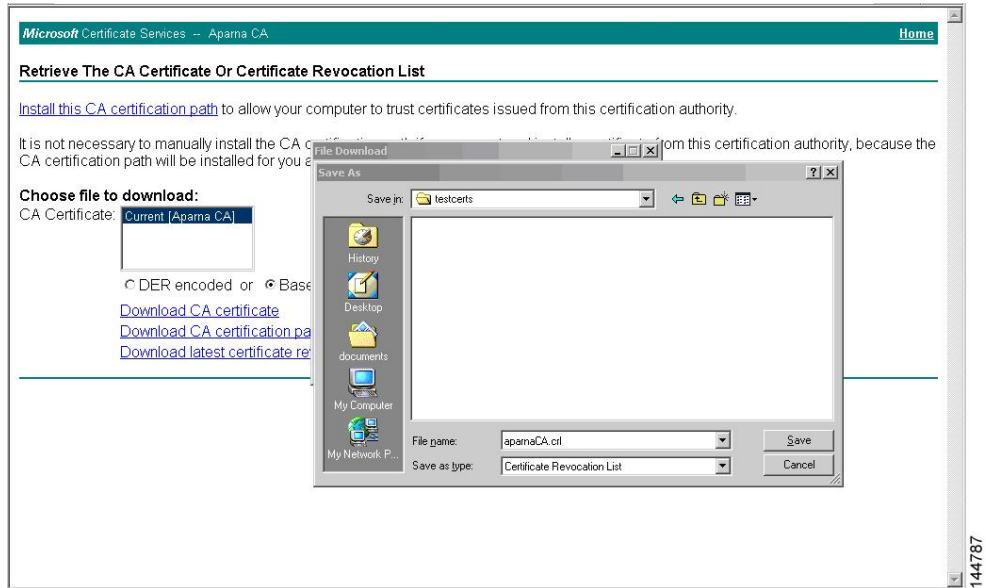 Microsoft Certificate Services -- Aparna CA
Home
Retrieve The CA Certificate Or Certificate Revocation List
Install this CA certification path to allow your computer to trust certificates issued from this certification authority.
It is not necessary to manually install the CA
om this certification authority, because the
CA certification path will be installed for you a
Choose file to download:
CA Certificate:
Current [Aparna CA]
DER encoded or Base
Download CA certificate
Download CA certification pa
Download latest certificate re
File Download
Save As
Save in:
testcerts
History
Desktop
documents
My Computer
My Network P...
File name:
aparnaCA.crl
Save
Save as type:
Certificate Revocation List
Cancel
144787